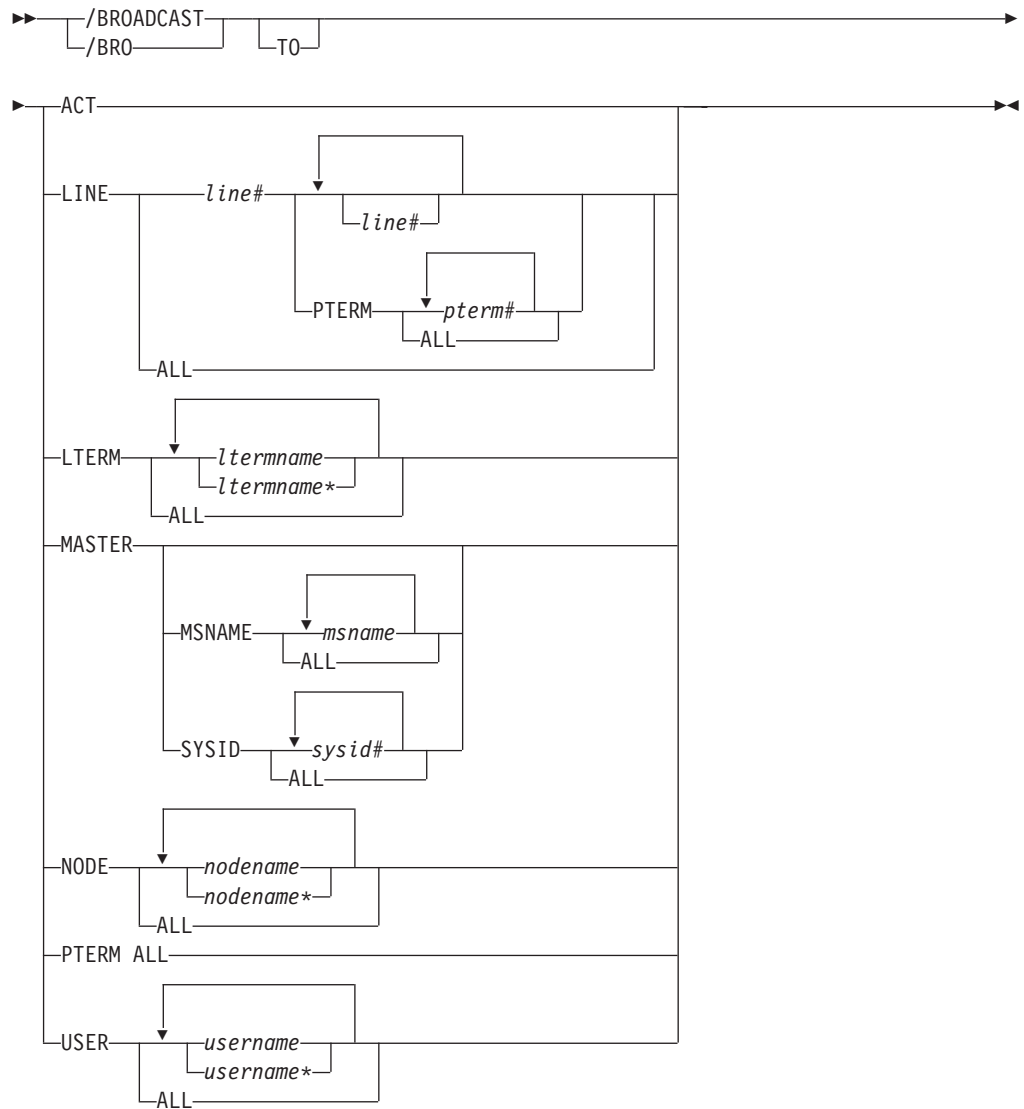 /BROADCAST
/BRO
TO
ACT
LINE line#
line#
PTERM pterm#
ALL
ALL
LTERM ltermname
ltermname*
ALL
MASTER
MSNAME msname
ALL
SYSID sysid#
ALL
NODE nodename
nodename*
ALL
PTERM ALL
USER username
username*
ALL